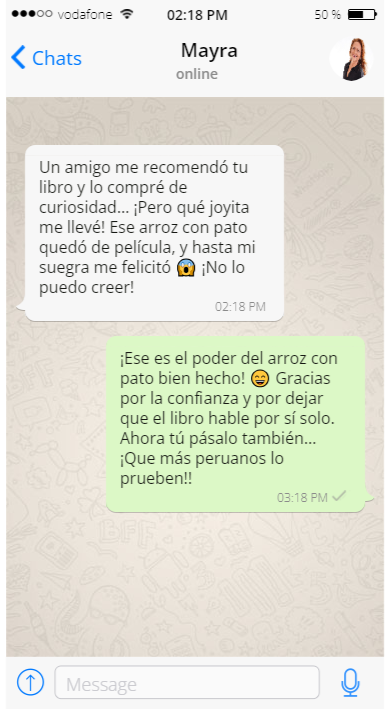 vodafone 02:18 PM 50 %
Chats Mayra
online
Un amigo me recomendó tu
libro y lo compré de
curiosidad... ¡Pero qué joyita
me llevé! Ese arroz con pato
quedó de película, y hasta mi
suegra me felicitó 😱 ¡No lo
puedo creer!
02:18 PM
¡Ese es el poder del arroz con
pato bien hecho! 😄 Gracias
por la confianza y por dejar
que el libro hable por sí solo.
Ahora tú pásalo también...
¡Que más peruanos lo
prueben!!
03:18 PM
Message